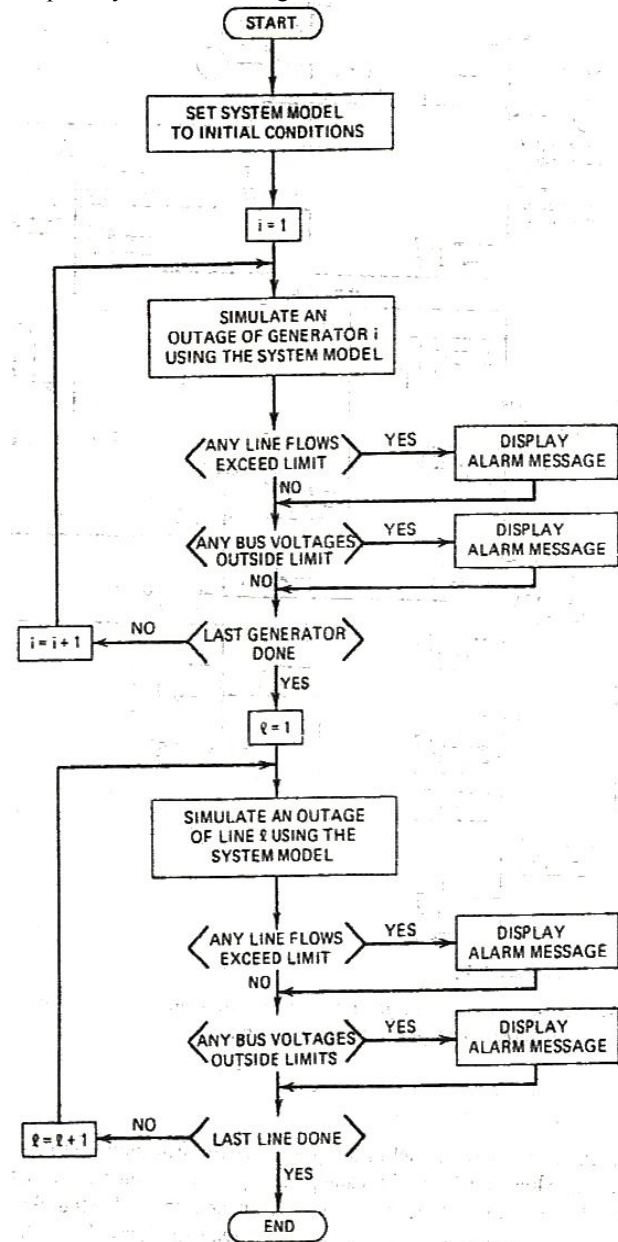 START
SET SYSTEM MODEL
TO INITIAL CONDITIONS
i = 1
SIMULATE AN
OUTAGE OF GENERATOR i
USING THE SYSTEM MODEL
ANY LINE FLOWS
EXCEED LIMIT
YES
DISPLAY
ALARM MESSAGE
NO
ANY BUS VOLTAGES
OUTSIDE LIMIT
YES
DISPLAY
ALARM MESSAGE
NO
LAST GENERATOR
DONE
NO
i = i + 1
YES
ℓ = 1
SIMULATE AN OUTAGE
OF LINE ℓ USING THE
SYSTEM MODEL
ANY LINE FLOWS
EXCEED LIMIT
YES
DISPLAY
ALARM MESSAGE
NO
ANY BUS VOLTAGES
OUTSIDE LIMITS
YES
DISPLAY
ALARM MESSAGE
LAST LINE DONE
NO
ℓ = ℓ + 1
YES
END